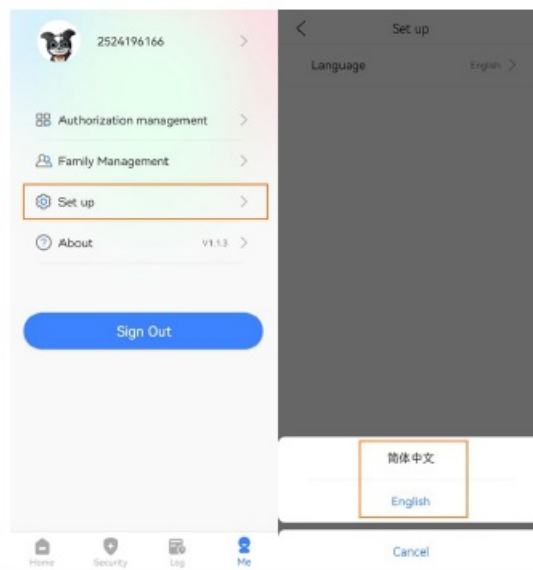 2524196166
Authorization management
Family Management
Set up
About V1.1.3
Sign Out
Home Security Log Me
Set up
Language English
简体中文
English
Cancel